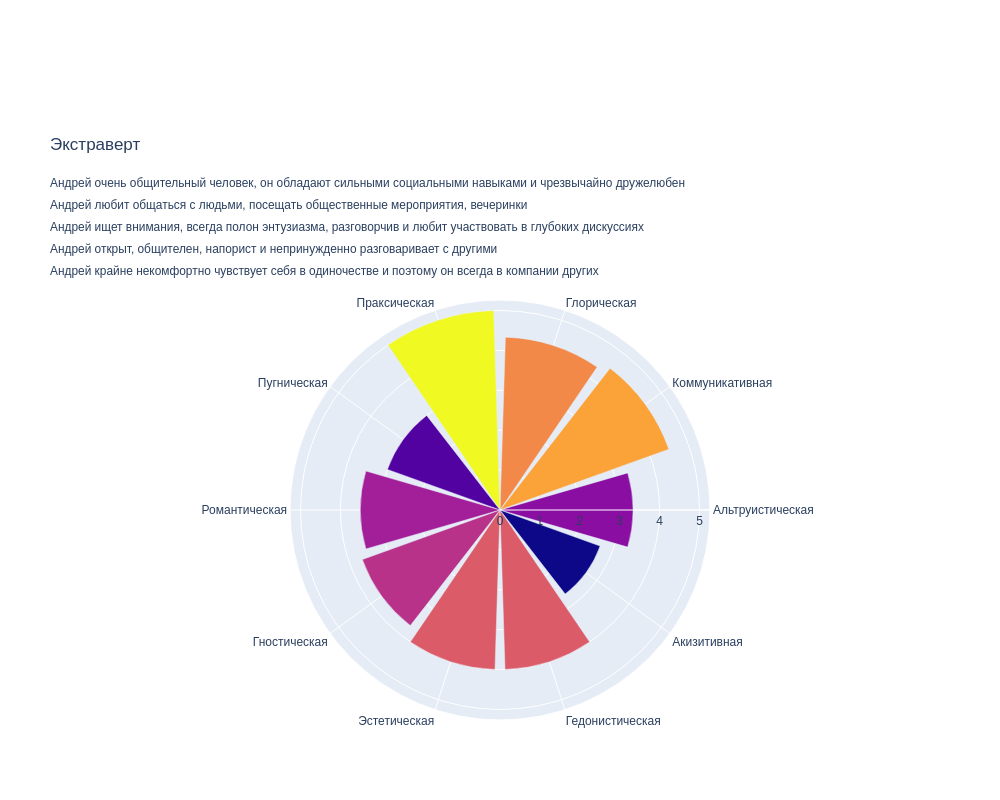 Экстраверт
Андрей очень общительный человек, он обладают сильными социальными навыками и чрезвычайно дружелюбен
Андрей любит общаться с людьми, посещать общественные мероприятия, вечеринки
Андрей ищет внимания, всегда полон энтузиазма, разговорчив и любит участвовать в глубоких дискуссиях
Андрей открыт, общителен, напорист и непринужденно разговаривает с другими
Андрей крайне некомфортно чувствует себя в одиночестве и поэтому он всегда в компании других
Праксическая
Глорическая
Пугническая
Коммуникативная
Романтическая
Альтруистическая
0 1 2 3 4 5
Гностическая
Акизитивная
Эстетическая
Гедонистическая